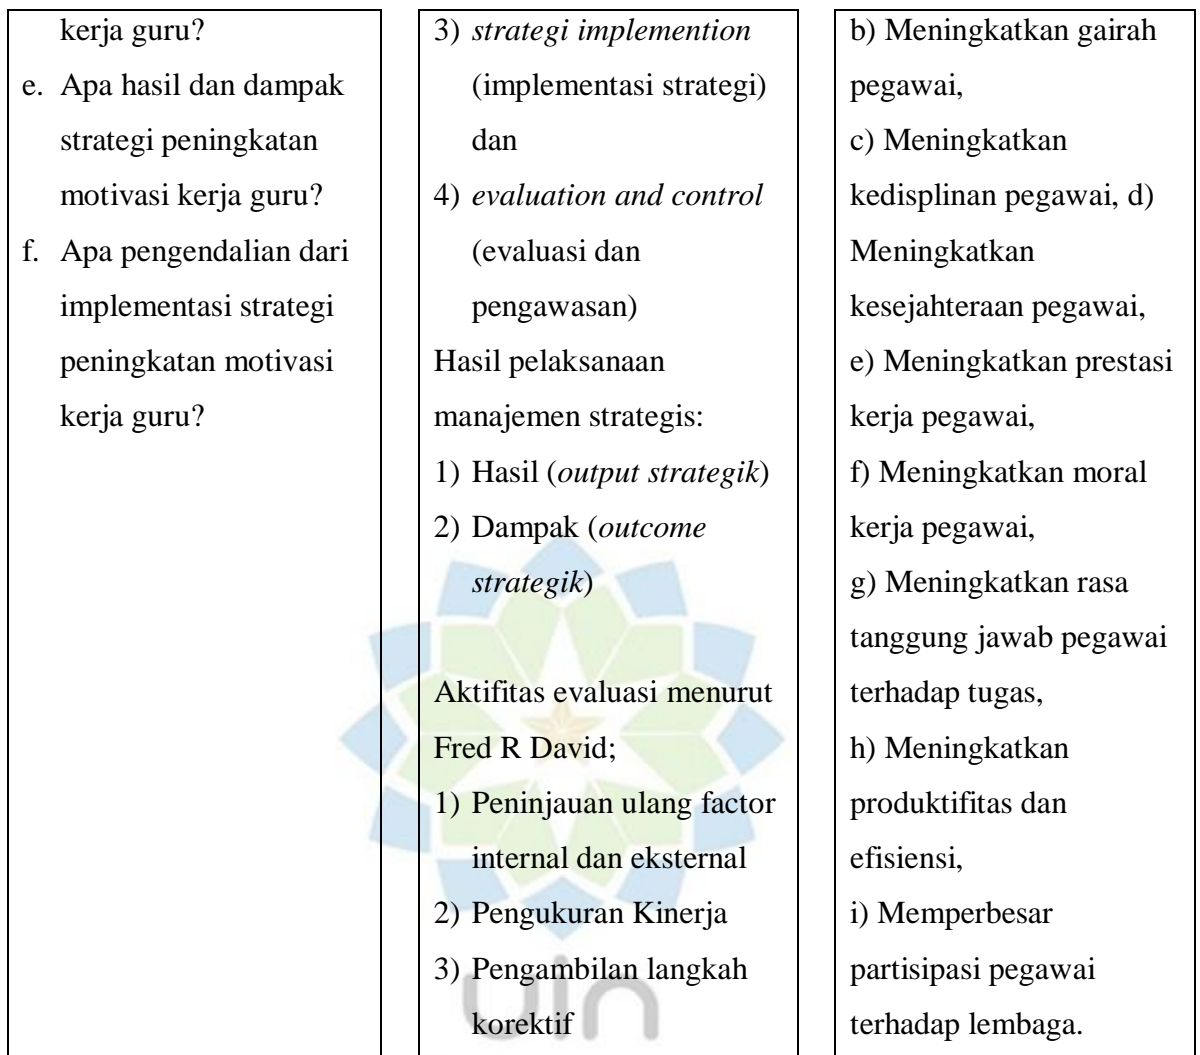 kerja guru?
e. Apa hasil dan dampak
strategi peningkatan
motivasi kerja guru?
f. Apa pengendalian dari
implementasi strategi
peningkatan motivasi
kerja guru?
3) strategi implemention
(implementasi strategi)
dan
4) evaluation and control
(evaluasi dan
pengawasan)
Hasil pelaksanaan
manajemen strategis:
1) Hasil (output strategik)
2) Dampak (outcome
strategik)
Aktifitas evaluasi menurut
Fred R David;
1) Peninjauan ulang factor
internal dan eksternal
2) Pengukuran Kinerja
3) Pengambilan langkah
korektif
b) Meningkatkan gairah
pegawai,
c) Meningkatkan
kedisplinan pegawai, d)
Meningkatkan
kesejahteraan pegawai,
e) Meningkatkan prestasi
kerja pegawai,
f) Meningkatkan moral
kerja pegawai,
g) Meningkatkan rasa
tanggung jawab pegawai
terhadap tugas,
h) Meningkatkan
produktifitas dan
efisiensi,
i) Memperbesar
partisipasi pegawai
terhadap lembaga.
uin